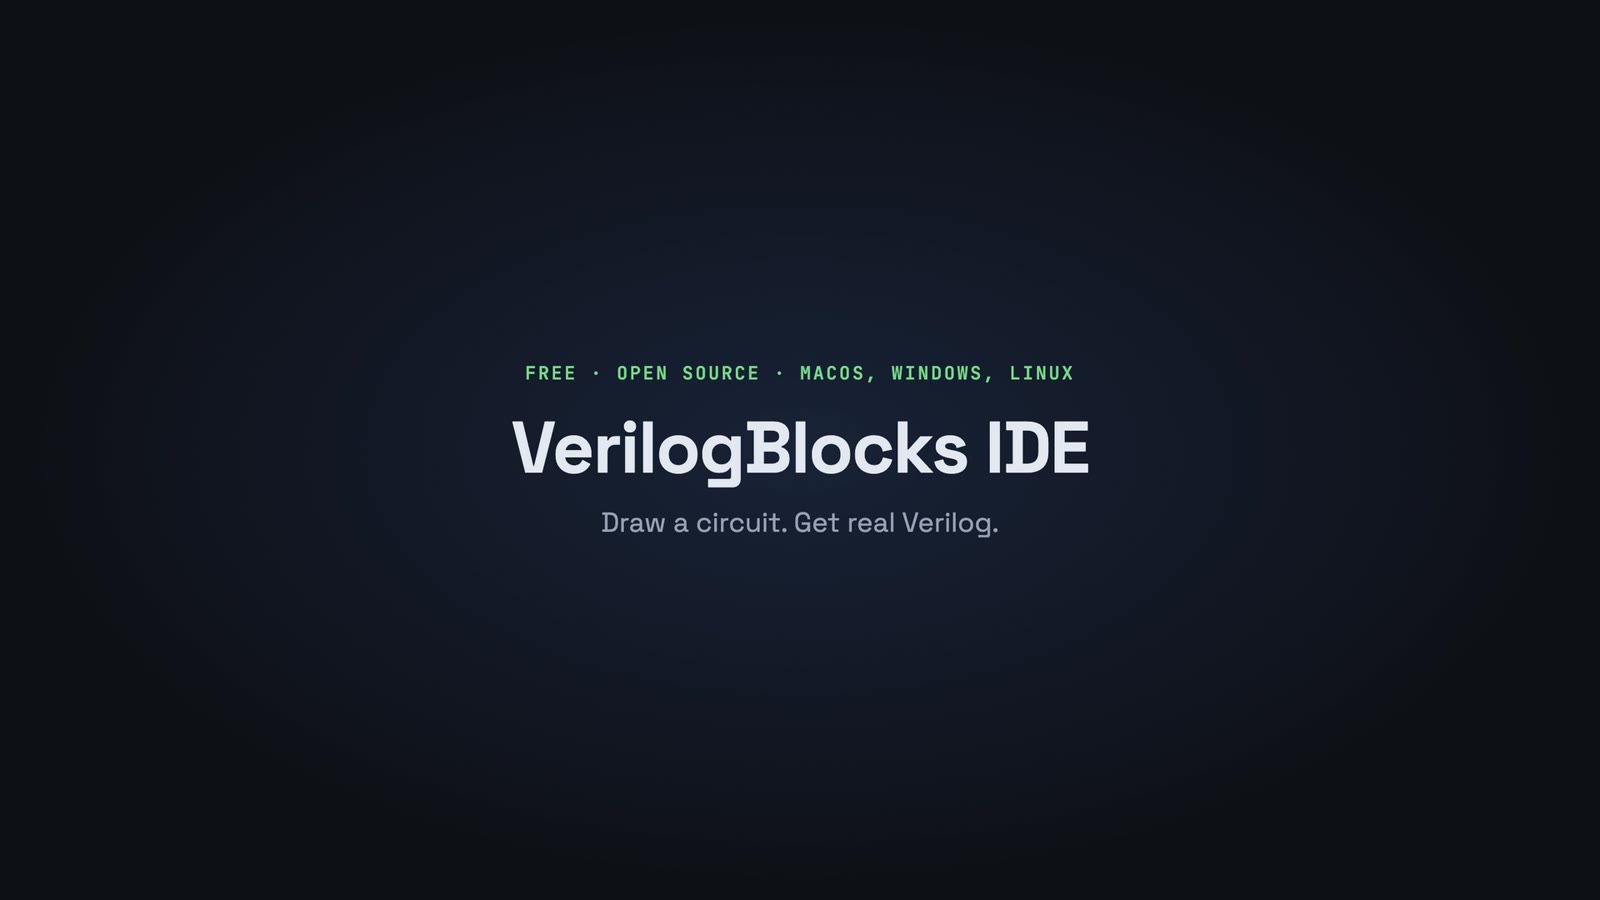 FREE · OPEN SOURCE · MACOS, WINDOWS, LINUX
VerilogBlocks IDE
Draw a circuit. Get real Verilog.